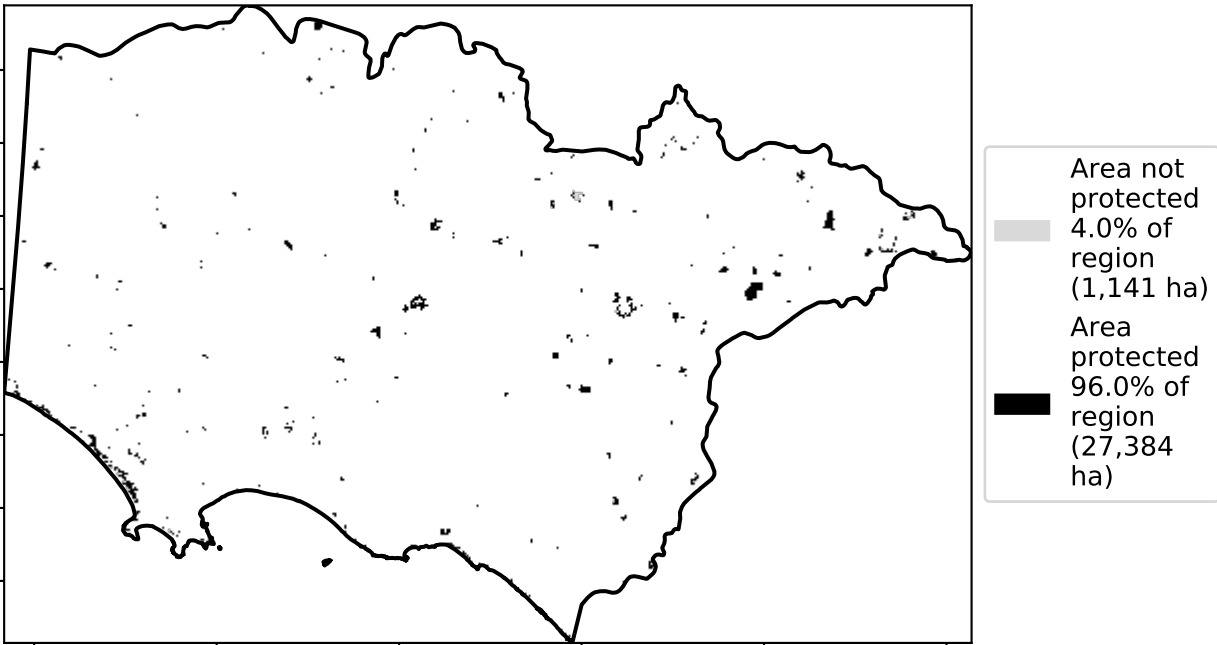 Area not
protected
4.0% of
region
(1,141 ha)
Area
protected
96.0% of
region
(27,384
ha)